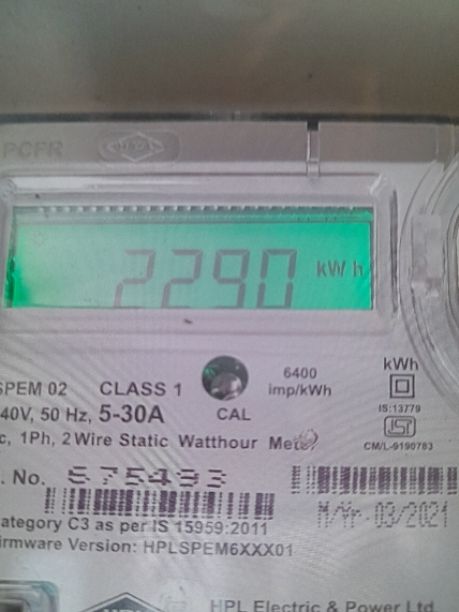 PCFR
2290 kWh
SPEM 02 CLASS 1
6400 imp/kWh
kWh
40V, 50 Hz, 5-30A
CAL
IS:13779
c, 1Ph, 2 Wire Static Watthour Meter
CM/L-9190783
. No. 675493
M/Yr-03/2021
ategory C3 as per IS 15959:2011
irmware Version: HPLSPEM6XXX01
HPL Electric & Power Ltd.